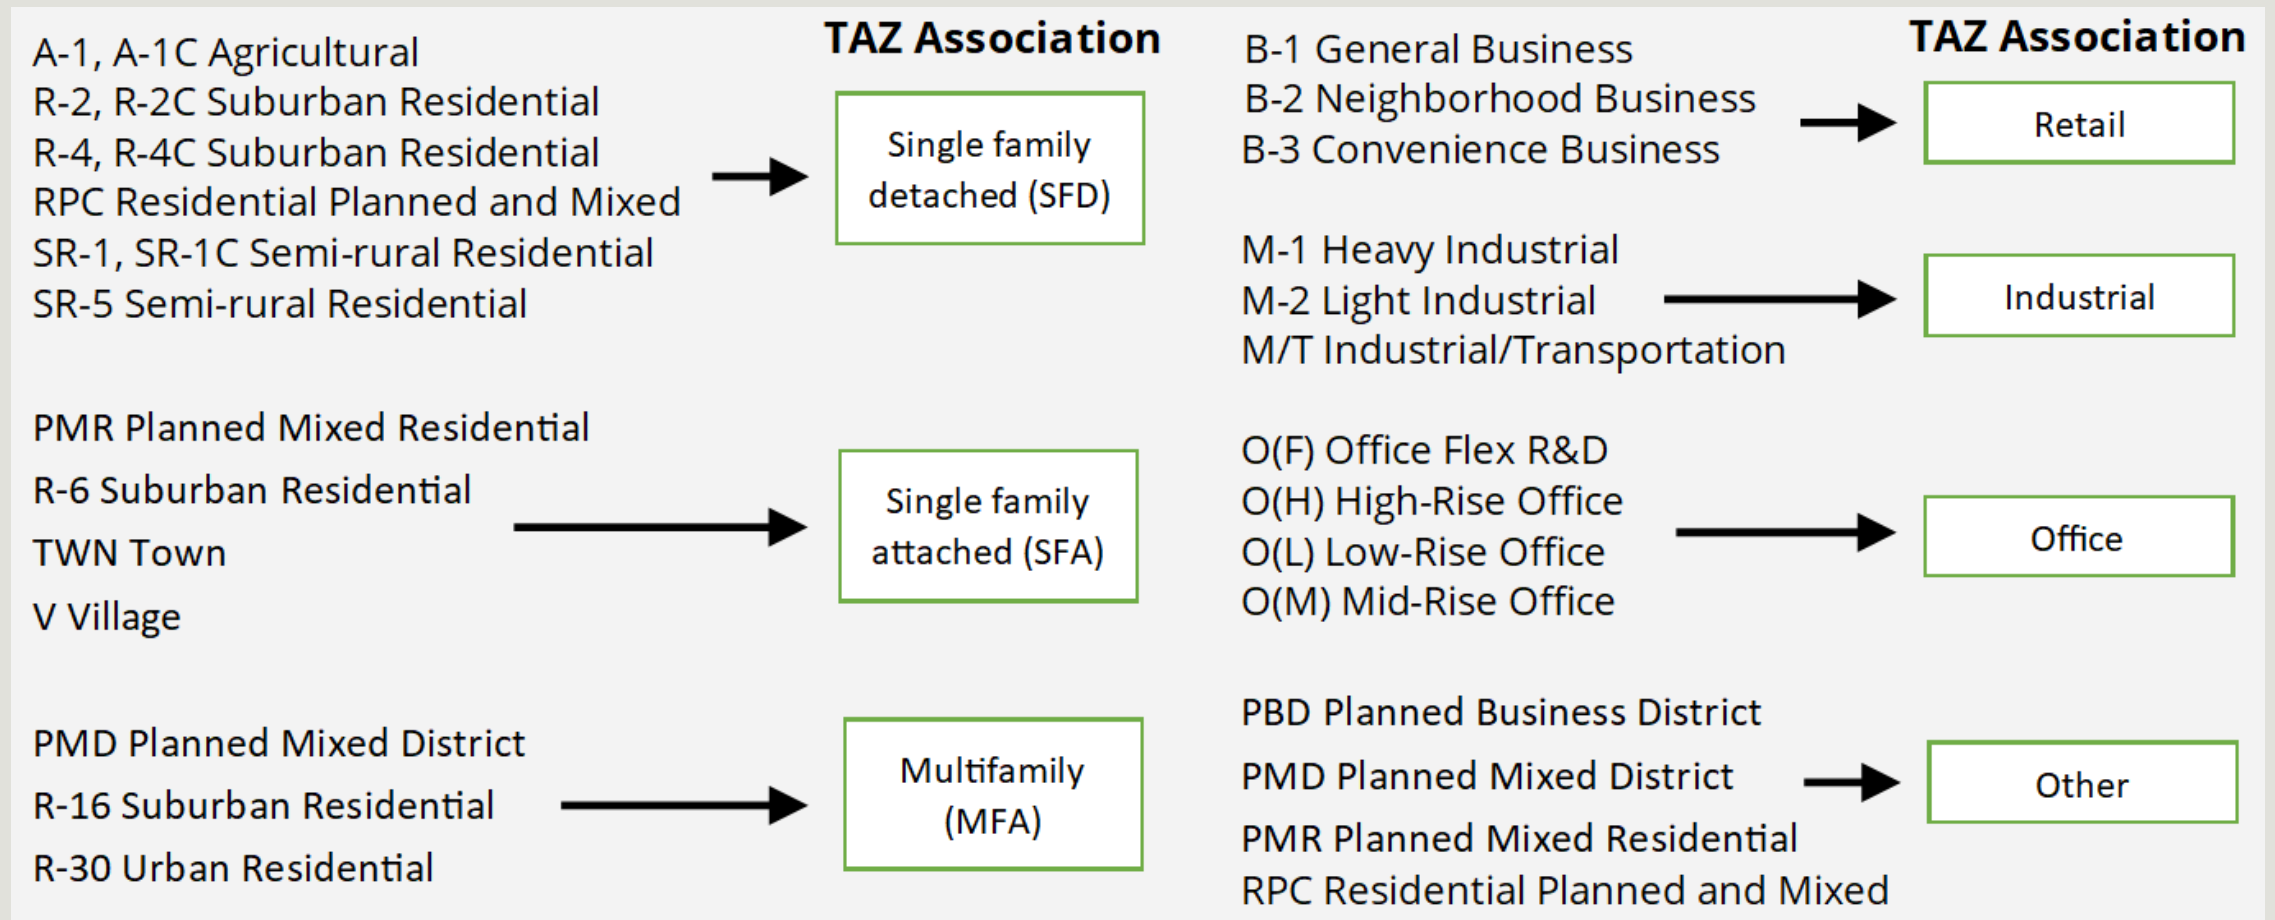 TAZ Association
A-1, A-1C Agricultural
R-2, R-2C Suburban Residential
R-4, R-4C Suburban Residential
RPC Residential Planned and Mixed
SR-1, SR-1C Semi-rural Residential
SR-5 Semi-rural Residential
Single family
detached (SFD)
PMR Planned Mixed Residential
R-6 Suburban Residential
TWN Town
V Village
Single family
attached (SFA)
PMD Planned Mixed District
R-16 Suburban Residential
R-30 Urban Residential
Multifamily
(MFA)
TAZ Association
B-1 General Business
B-2 Neighborhood Business
B-3 Convenience Business
Retail
M-1 Heavy Industrial
M-2 Light Industrial
M/T Industrial/Transportation
Industrial
O(F) Office Flex R&D
O(H) High-Rise Office
O(L) Low-Rise Office
O(M) Mid-Rise Office
Office
PBD Planned Business District
PMD Planned Mixed District
PMR Planned Mixed Residential
RPC Residential Planned and Mixed
Other